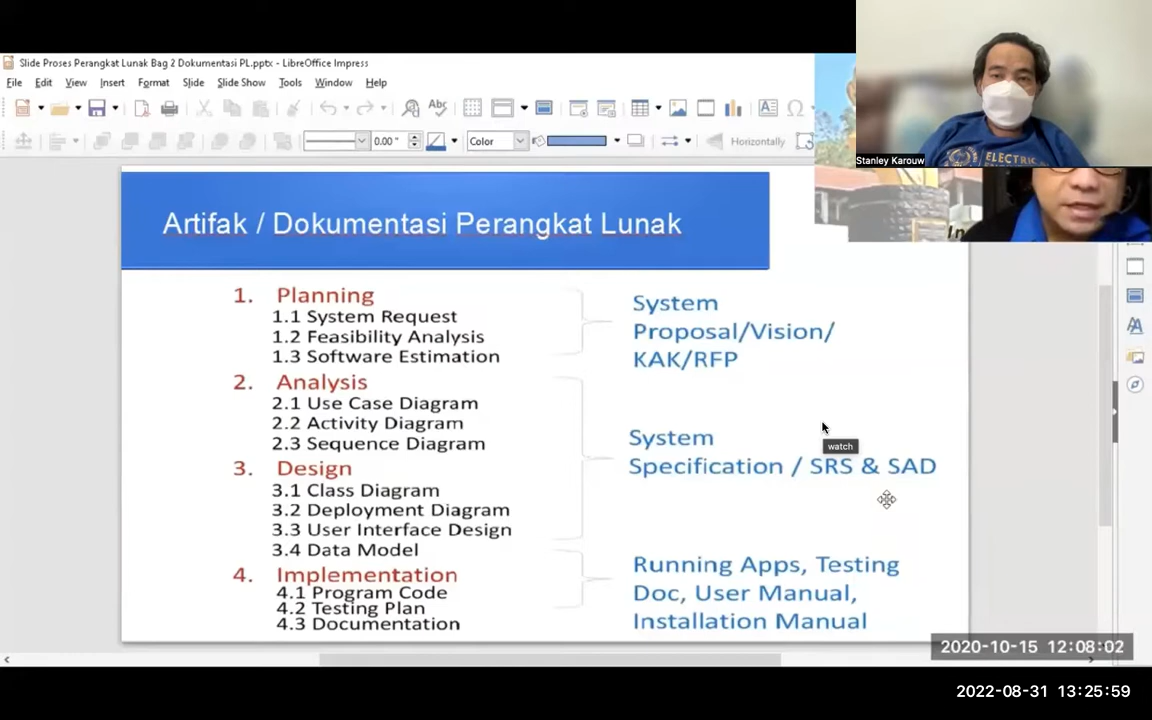 Slide Proses Perangkat Lunak Bag 2 Dokumentasi PL.pptx - LibreOffice Impress
File Edit View Insert Format Slide Slide Show Tools Window Help
0.00"
Color
Horizontally
Stanley Karouw
ELECTRIC
Artifak / Dokumentasi Perangkat Lunak
1. Planning
1.1 System Request
1.2 Feasibility Analysis
1.3 Software Estimation
System
Proposal/Vision/
KAK/RFP
2. Analysis
2.1 Use Case Diagram
2.2 Activity Diagram
2.3 Sequence Diagram
3. Design
3.1 Class Diagram
3.2 Deployment Diagram
3.3 User Interface Design
3.4 Data Model
System
Specification / SRS & SAD
watch
4. Implementation
4.1 Program Code
4.2 Testing Plan
4.3 Documentation
Running Apps, Testing
Doc, User Manual,
Installation Manual
2020-10-15 12:08:02
2022-08-31 13:25:59